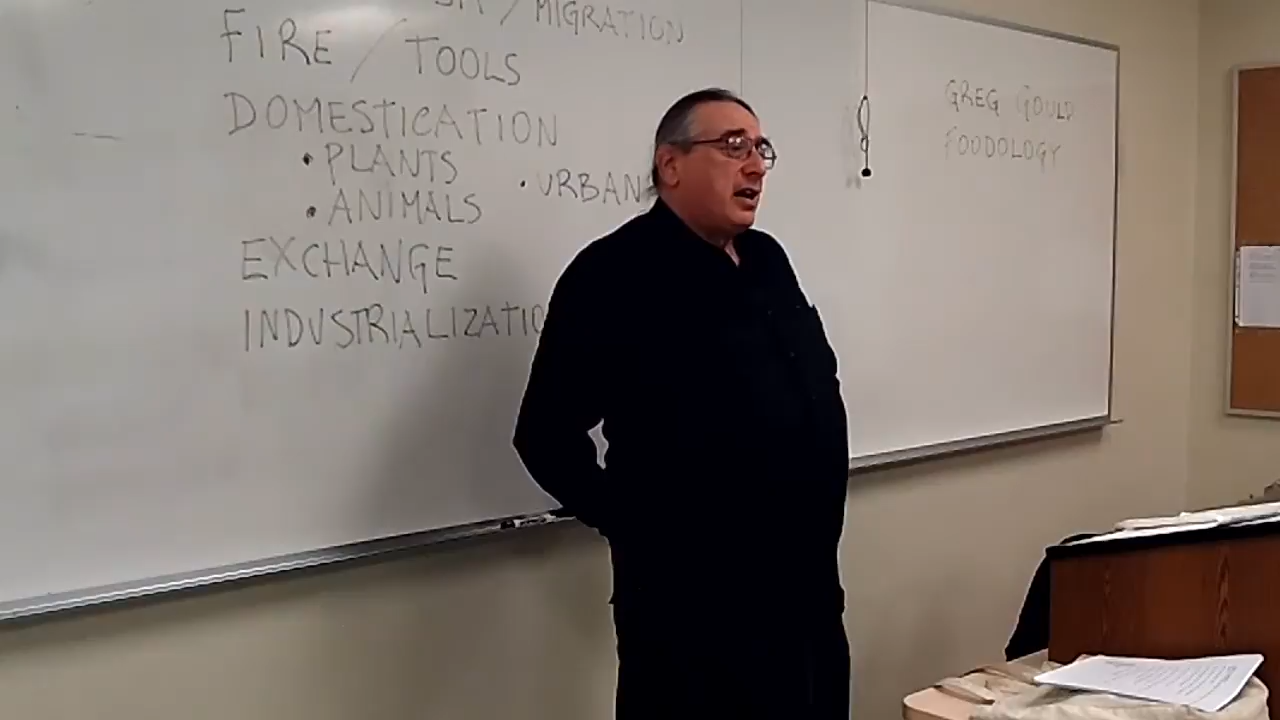 / MIGRATION
FIRE / TOOLS
DOMESTICATION
• PLANTS
• URBAN
• ANIMALS
EXCHANGE
INDUSTRIALIZATIO
GREG GOULD
FOODOLOGY